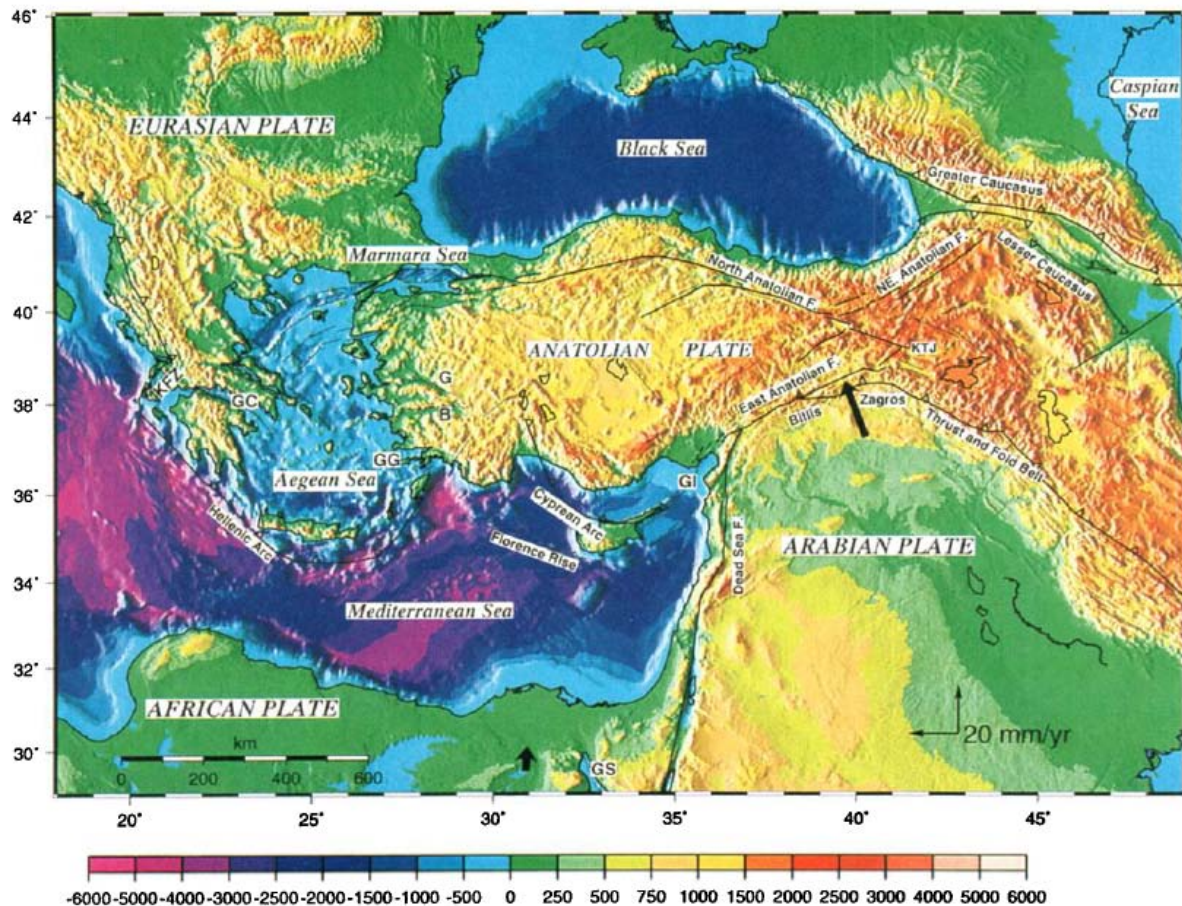 46°
44°
42°
40°
38°
36°
34°
32°
30°
EURASIAN PLATE
Black Sea
Caspian
Sea
Greater Caucasus
Marmara Sea
North Anatolian F.
NE. Anatolian F.
Lesser Caucasus
ANATOLIAN PLATE
KTJ
KFZ
GC
G
B
East Anatolian F.
Bitlis
Zagros
Thrust and Fold Belt
GG
Aegean Sea
GI
Hellenic Arc
Cyprean Arc
Florence Rise
Dead Sea F.
ARABIAN PLATE
Mediterranean Sea
AFRICAN PLATE
km
0 200 400 600
GS
20 mm/yr
20° 25° 30° 35° 40° 45°
-6000 -5000 -4000 -3000 -2500 -2000 -1500 -1000 -500 0 250 500 750 1000 1500 2000 2500 3000 4000 5000 6000